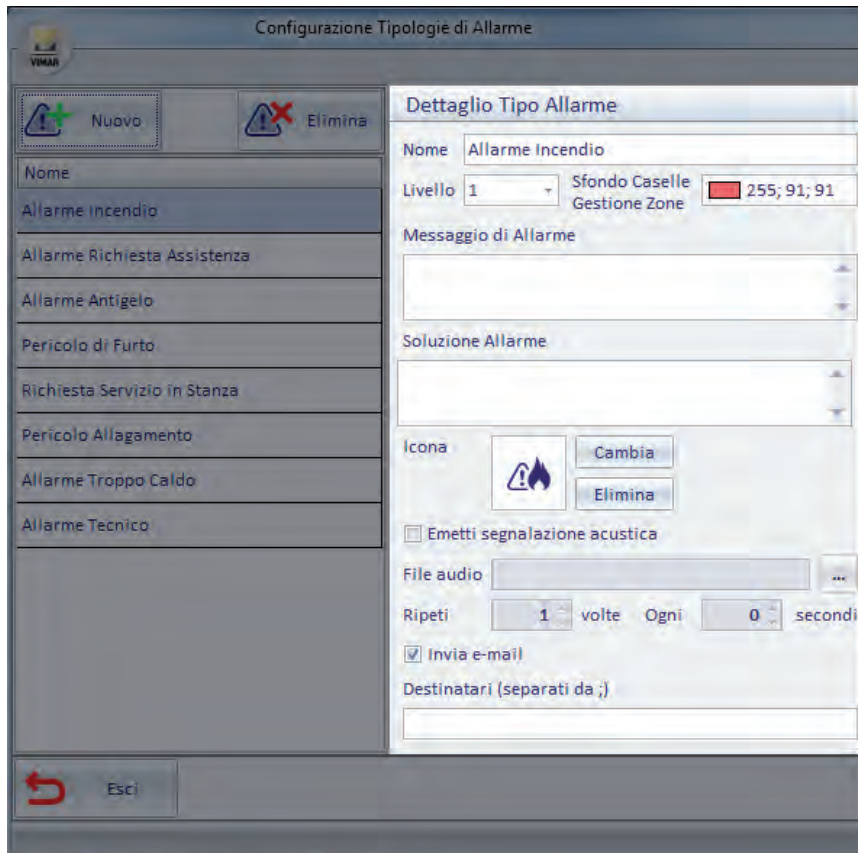 Configurazione Tipologie di Allarme
VIMAR
Nuovo
Elimina
Nome
Allarme Incendio
Allarme Richiesta Assistenza
Allarme Antigelo
Pericolo di Furto
Richiesta Servizio in Stanza
Pericolo Allagamento
Allarme Troppo Caldo
Allarme Tecnico
Dettaglio Tipo Allarme
Nome Allarme Incendio
Livello 1 Sfondo Caselle Gestione Zone 255; 91; 91
Messaggio di Allarme
Soluzione Allarme
Icona
Cambia
Elimina
Emetti segnalazione acustica
File audio ...
Ripeti 1 volte Ogni 0 secondi
Invia e-mail
Destinatari (separati da ;)
Esci